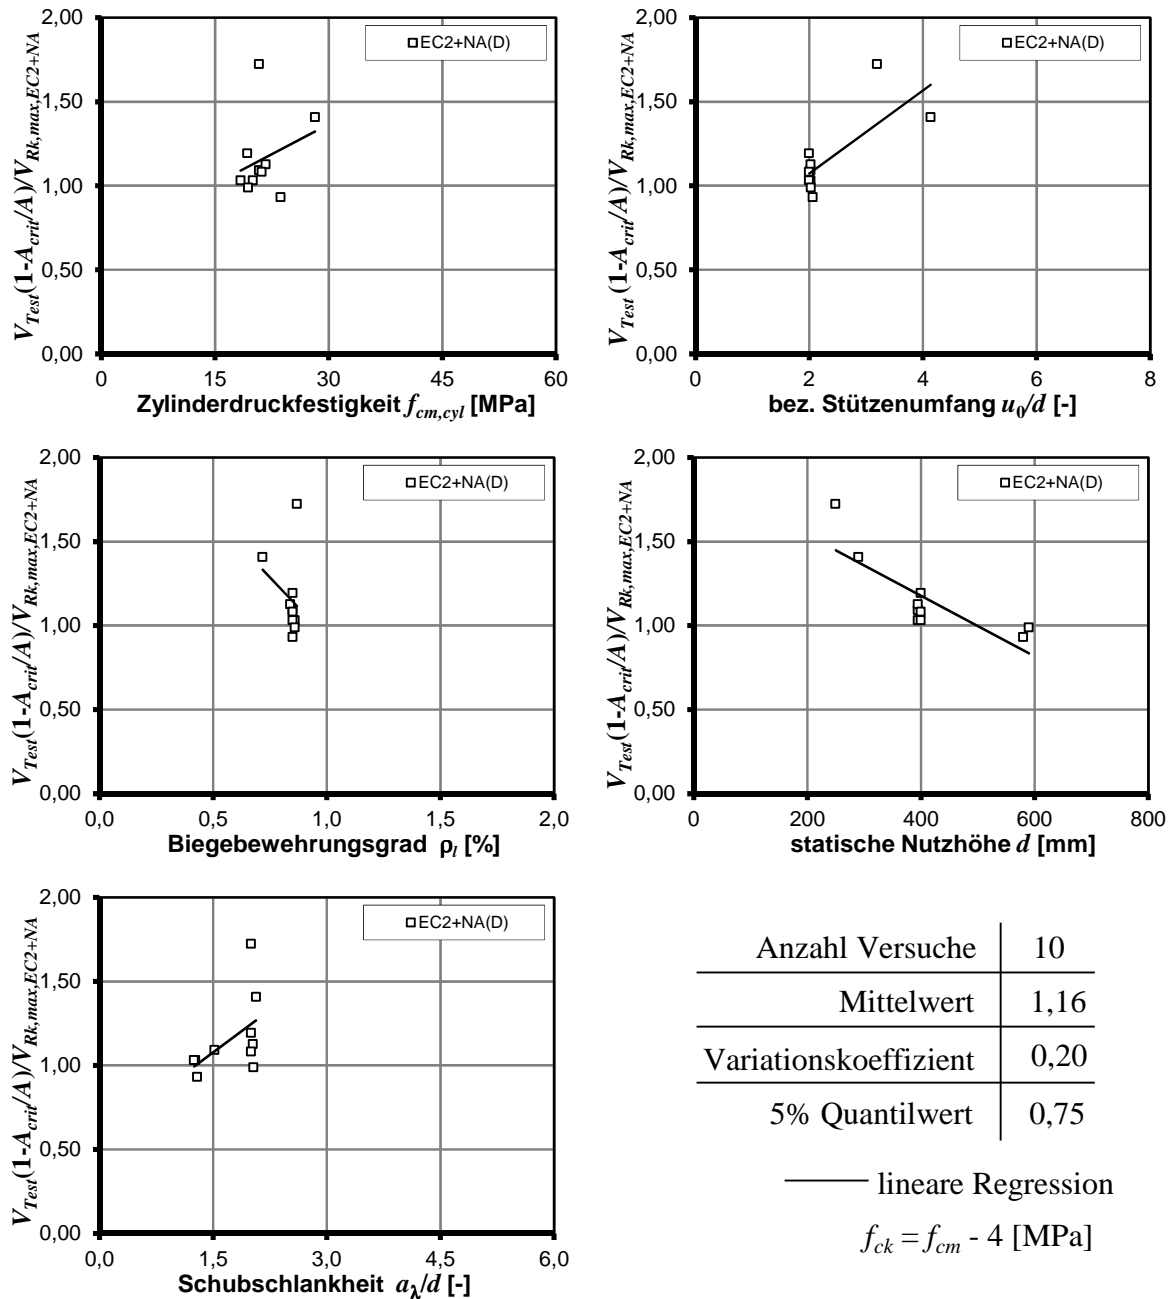 2,00
1,50
1,00
0,50
0,00
V_Test(1-A_crit/A)/V_Rk,max,EC2+NA
EC2+NA(D)
0 15 30 45 60
Zylinderdruckfestigkeit f_cm,cyl [MPa]
2,00
1,50
1,00
0,50
0,00
V_Test(1-A_crit/A)/V_Rk,max,EC2+NA
EC2+NA(D)
0 2 4 6 8
bez. Stützenumfang u_0/d [-]
2,00
1,50
1,00
0,50
0,00
V_Test(1-A_crit/A)/V_Rk,max,EC2+NA
EC2+NA(D)
0,0 0,5 1,0 1,5 2,0
Biegebewehrungsgrad ρ_l [%]
2,00
1,50
1,00
0,50
0,00
V_Test(1-A_crit/A)/V_Rk,max,EC2+NA
EC2+NA(D)
0 200 400 600 800
statische Nutzhöhe d [mm]
2,00
1,50
1,00
0,50
0,00
V_Test(1-A_crit/A)/V_Rk,max,EC2+NA
EC2+NA(D)
0,0 1,5 3,0 4,5 6,0
Schubschlankheit a_λ/d [-]
Anzahl Versuche 10
Mittelwert 1,16
Variationskoeffizient 0,20
5% Quantilwert 0,75
lineare Regression
f_ck = f_cm - 4 [MPa]